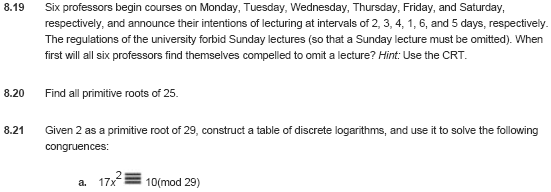 8.19 Six professors begin courses on Monday, Tuesday, Wednesday, Thursday, Friday, and Saturday,
respectively, and announce their intentions of lecturing at intervals of 2, 3, 4, 1, 6, and 5 days, respectively.
The regulations of the university forbid Sunday lectures (so that a Sunday lecture must be omitted). When
first will all six professors find themselves compelled to omit a lecture? Hint: Use the CRT.
8.20 Find all primitive roots of 25.
8.21 Given 2 as a primitive root of 29, construct a table of discrete logarithms, and use it to solve the following
congruences:
a. 17x² ≡ 10(mod 29)